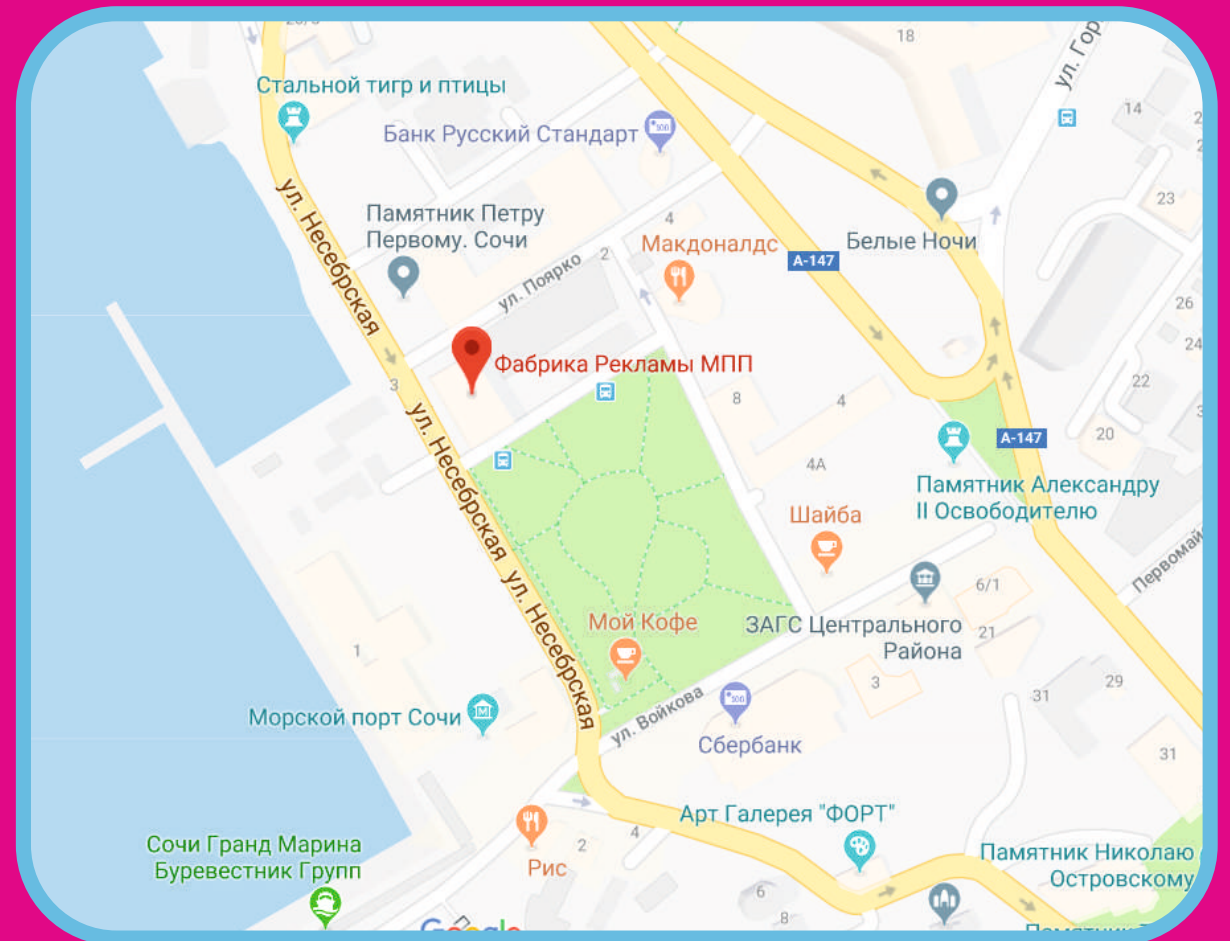 18
ул. Гор
Стальной тигр и птицы
14
Банк Русский Стандарт
23
ул. Несебрская
Памятник Петру
Первому. Сочи
4
Макдоналдс
2
Белые Ночи
А-147
ул. Поярко
26
24
Фабрика Рекламы МПП
3
22
8
4
ул. Несебрская
А-147
20
4А
Памятник Александру
II Освободителю
Шайба
Первомай
6/1
ул. Несебрская
Мой Кофе
ЗАГС Центрального
Района
21
1
3
29
31
ул. Войкова
Морской порт Сочи
Сбербанк
31
Арт Галерея "ФОРТ"
4
2
Сочи Гранд Марина
Буревестник Групп
Рис
Памятник Николаю
Островскому
6
8
Google